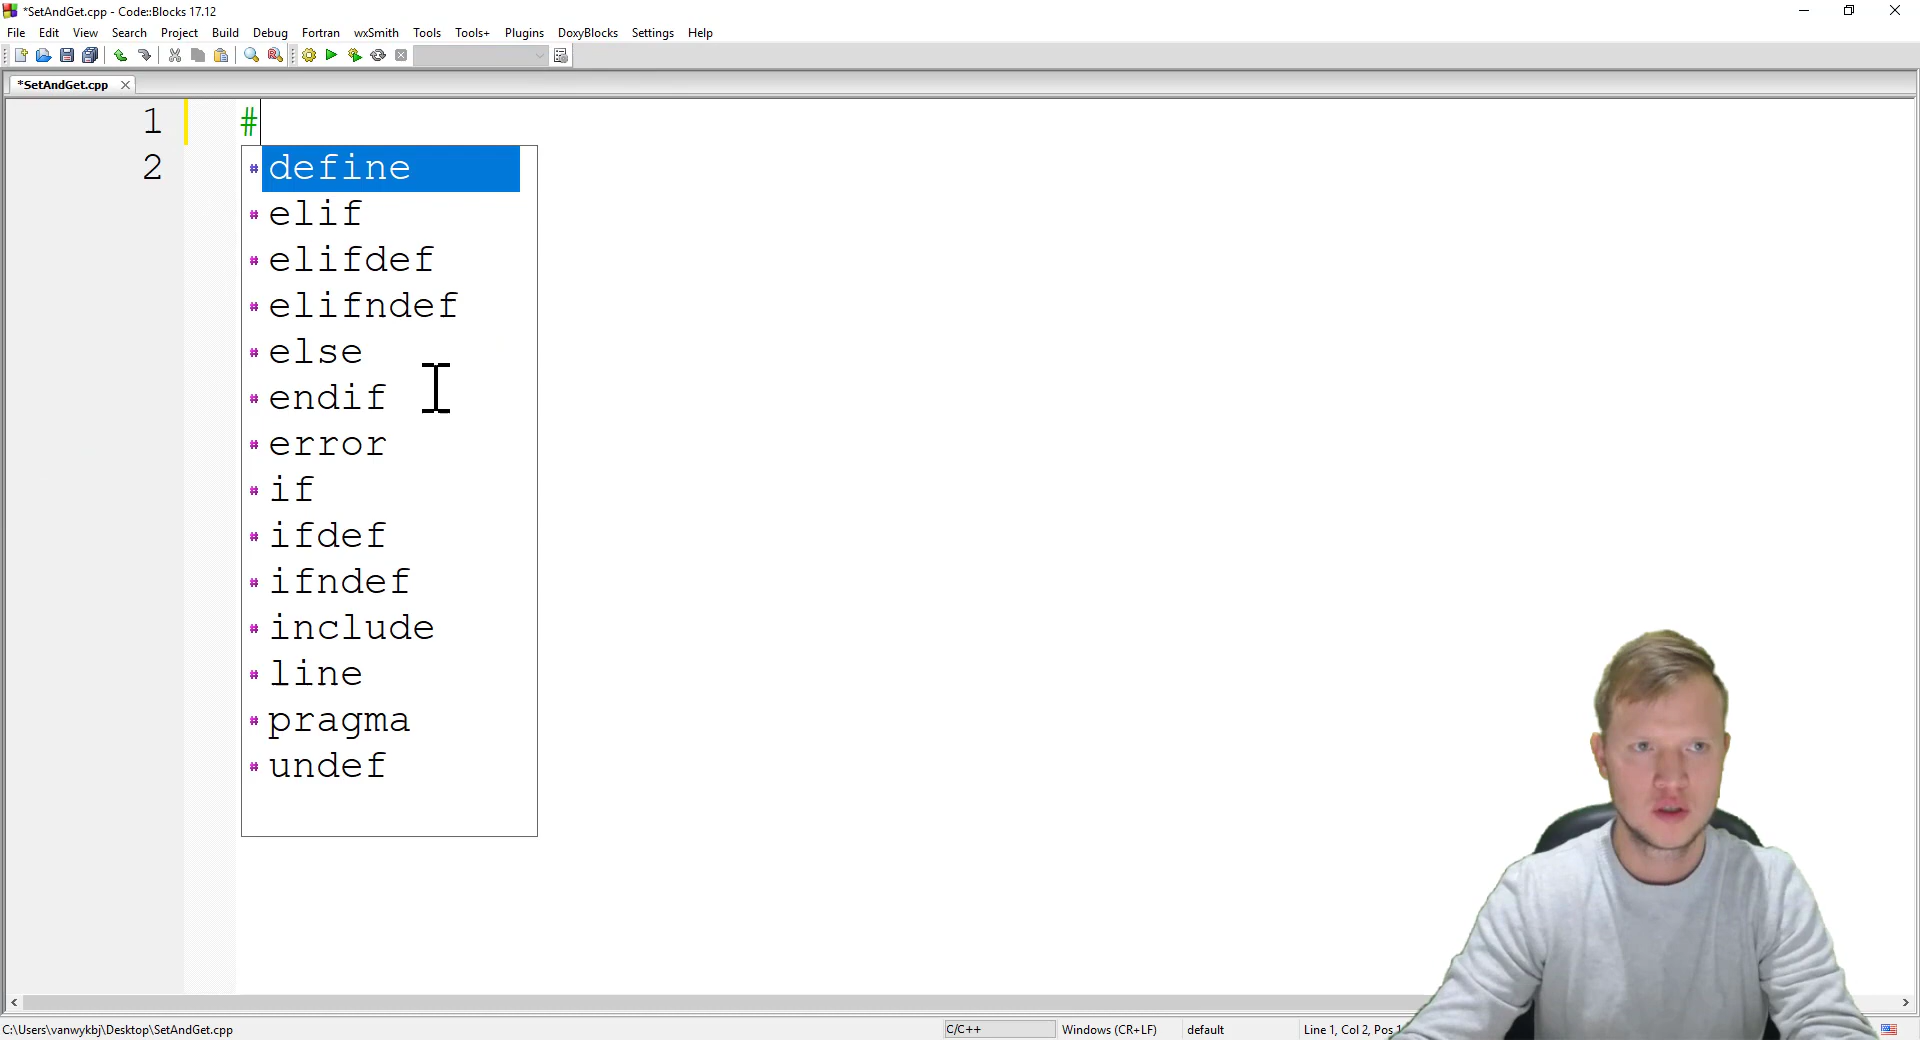 *SetAndGet.cpp - Code::Blocks 17.12
File Edit View Search Project Build Debug Fortran wxSmith Tools Tools+ Plugins DoxyBlocks Settings Help
*SetAndGet.cpp
1 #
2
# define
# elif
# elifdef
# elifndef
# else
# endif
# error
# if
# ifdef
# ifndef
# include
# line
# pragma
# undef
C:\Users\vanwykbj\Desktop\SetAndGet.cpp C/C++ Windows (CR+LF) default Line 1, Col 2, Pos 1